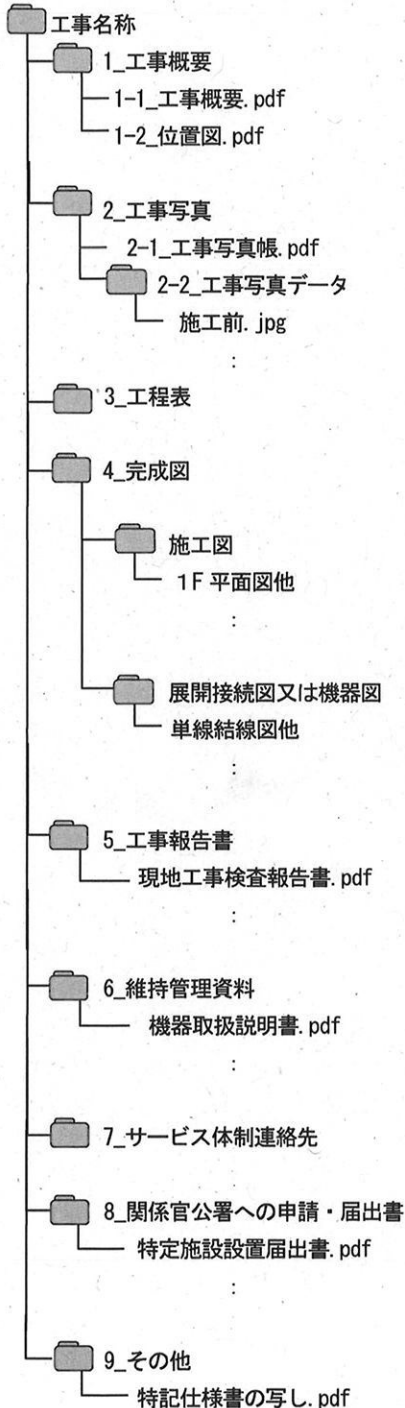 工事名称
1_工事概要
1-1_工事概要.pdf
1-2_位置図.pdf
2_工事写真
2-1_工事写真帳.pdf
2-2_工事写真データ
施工前.jpg
:
3_工程表
4_完成図
施工図
1F 平面図他
:
展開接続図又は機器図
単線結線図他
:
5_工事報告書
現地工事検査報告書.pdf
:
6_維持管理資料
機器取扱説明書.pdf
:
7_サービス体制連絡先
8_関係官公署への申請・届出書
特定施設設置届出書.pdf
:
9_その他
特記仕様書の写し.pdf